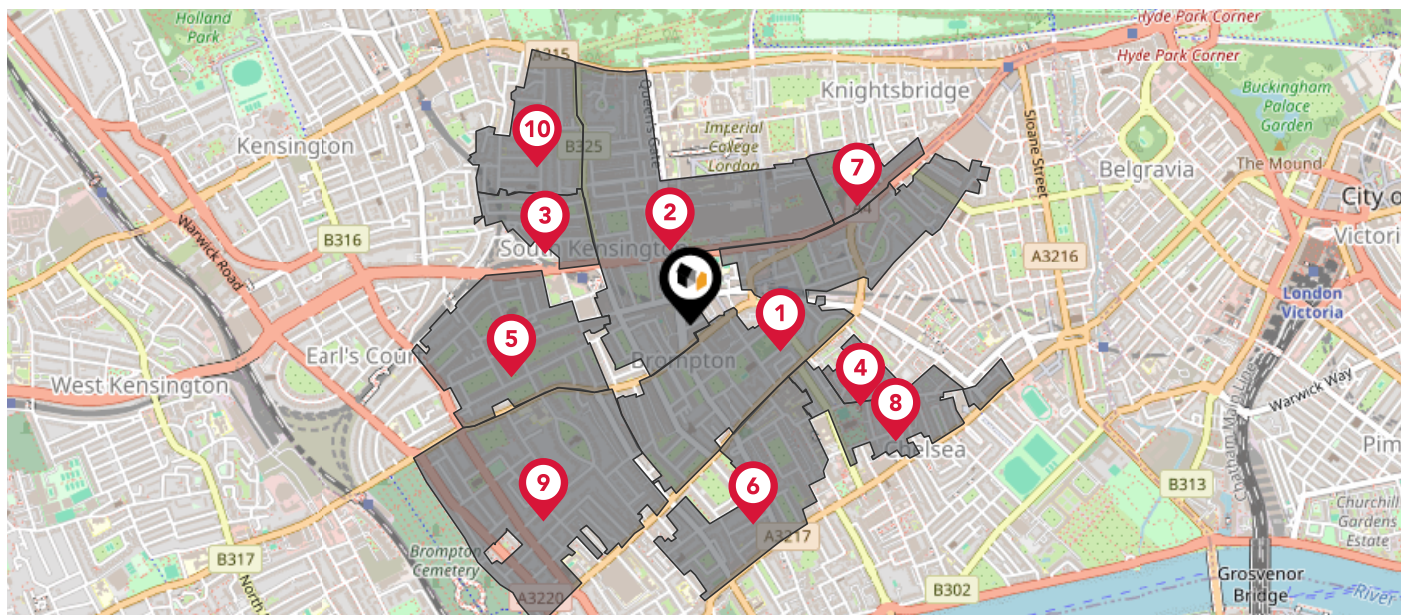 Holland
Park
Hyde Park Corner
Hyde Park Corner
A315
Knightsbridge
Queen's Gate
Buckingham
Palace
Garden
Imperial
College
London
10
B325
Kensington
Sloane Street
The Mound
Belgravia
7
City o
3
2
South Kensington
B316
Victori
Warwick Road
A3216
London
Victoria
1
5
Earl's Court
Brompton
4
West Kensington
8
Warwick Way
Chelsea
Pim
Chatham Main Line
9
6
B313
A3217
Churchill
Gardens
Estate
B317
Brompton
Cemetery
North
A3220
B302
Grosvenor
Bridge
River